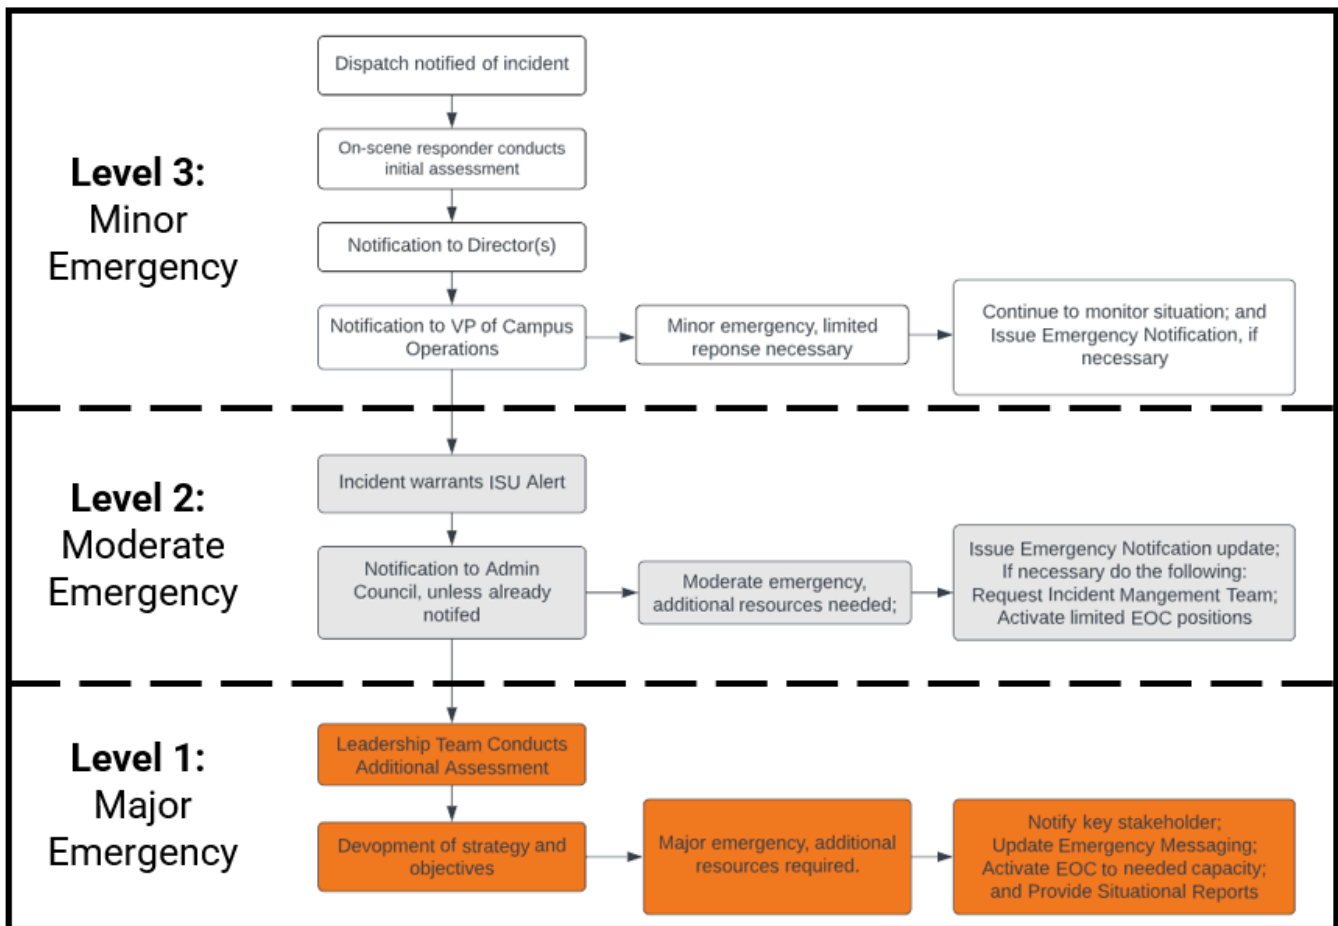 Dispatch notified of incident
On-scene responder conducts
initial assessment
Level 3:
Minor
Emergency
Notification to Director(s)
Notification to VP of Campus
Operations
Minor emergency, limited
reponse necessary
Continue to monitor situation; and
Issue Emergency Notification, if
necessary
Level 2:
Moderate
Emergency
Incident warrants ISU Alert
Notification to Admin
Council, unless already
notifed
Moderate emergency,
additional resources needed;
Issue Emergency Notifcation update;
If necessary do the following:
Request Incident Mangement Team;
Activate limited EOC positions
Level 1:
Major
Emergency
Leadership Team Conducts
Additional Assessment
Devopment of strategy and
objectives
Major emergency, additional
resources required.
Notify key stakeholder;
Update Emergency Messaging;
Activate EOC to needed capacity;
and Provide Situational Reports